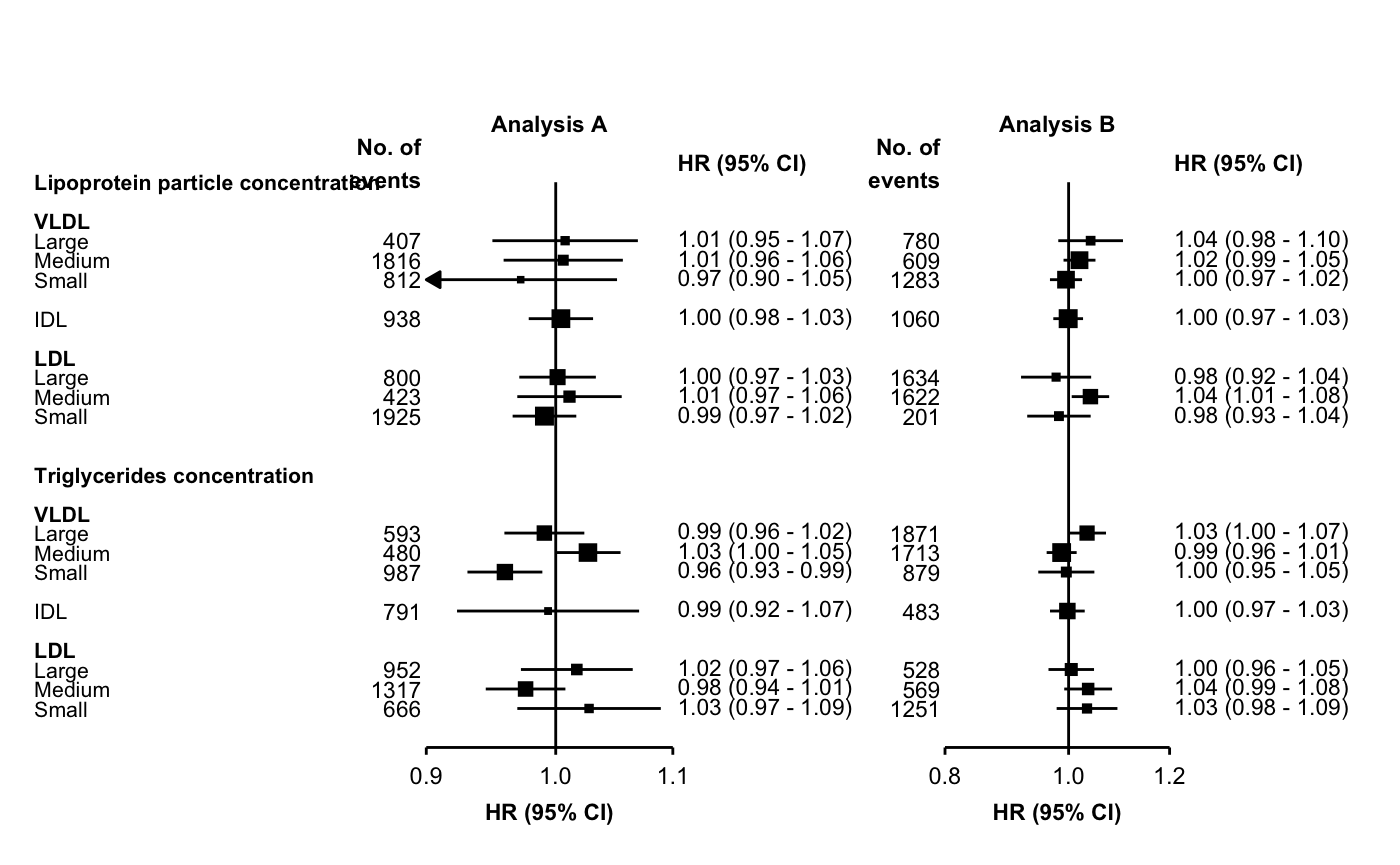 Analysis A Analysis B
No. of events HR (95% CI) No. of events HR (95% CI)
Lipoprotein particle concentration
VLDL
Large 407 1.01 (0.95 - 1.07) 780 1.04 (0.98 - 1.10)
Medium 1816 1.01 (0.96 - 1.06) 609 1.02 (0.99 - 1.05)
Small 812 0.97 (0.90 - 1.05) 1283 1.00 (0.97 - 1.02)
IDL 938 1.00 (0.98 - 1.03) 1060 1.00 (0.97 - 1.03)
LDL
Large 800 1.00 (0.97 - 1.03) 1634 0.98 (0.92 - 1.04)
Medium 423 1.01 (0.97 - 1.06) 1622 1.04 (1.01 - 1.08)
Small 1925 0.99 (0.97 - 1.02) 201 0.98 (0.93 - 1.04)
Triglycerides concentration
VLDL
Large 593 0.99 (0.96 - 1.02) 1871 1.03 (1.00 - 1.07)
Medium 480 1.03 (1.00 - 1.05) 1713 0.99 (0.96 - 1.01)
Small 987 0.96 (0.93 - 0.99) 879 1.00 (0.95 - 1.05)
IDL 791 0.99 (0.92 - 1.07) 483 1.00 (0.97 - 1.03)
LDL
Large 952 1.02 (0.97 - 1.06) 528 1.00 (0.96 - 1.05)
Medium 1317 0.98 (0.94 - 1.01) 569 1.04 (0.99 - 1.08)
Small 666 1.03 (0.97 - 1.09) 1251 1.03 (0.98 - 1.09)
0.9 1.0 1.1 0.8 1.0 1.2
HR (95% CI) HR (95% CI)